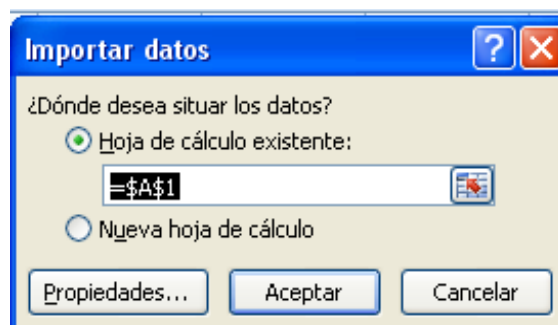 Importar datos
¿Dónde desea situar los datos?
Hoja de cálculo existente:
=$A$1
Nueva hoja de cálculo
Propiedades... Aceptar Cancelar